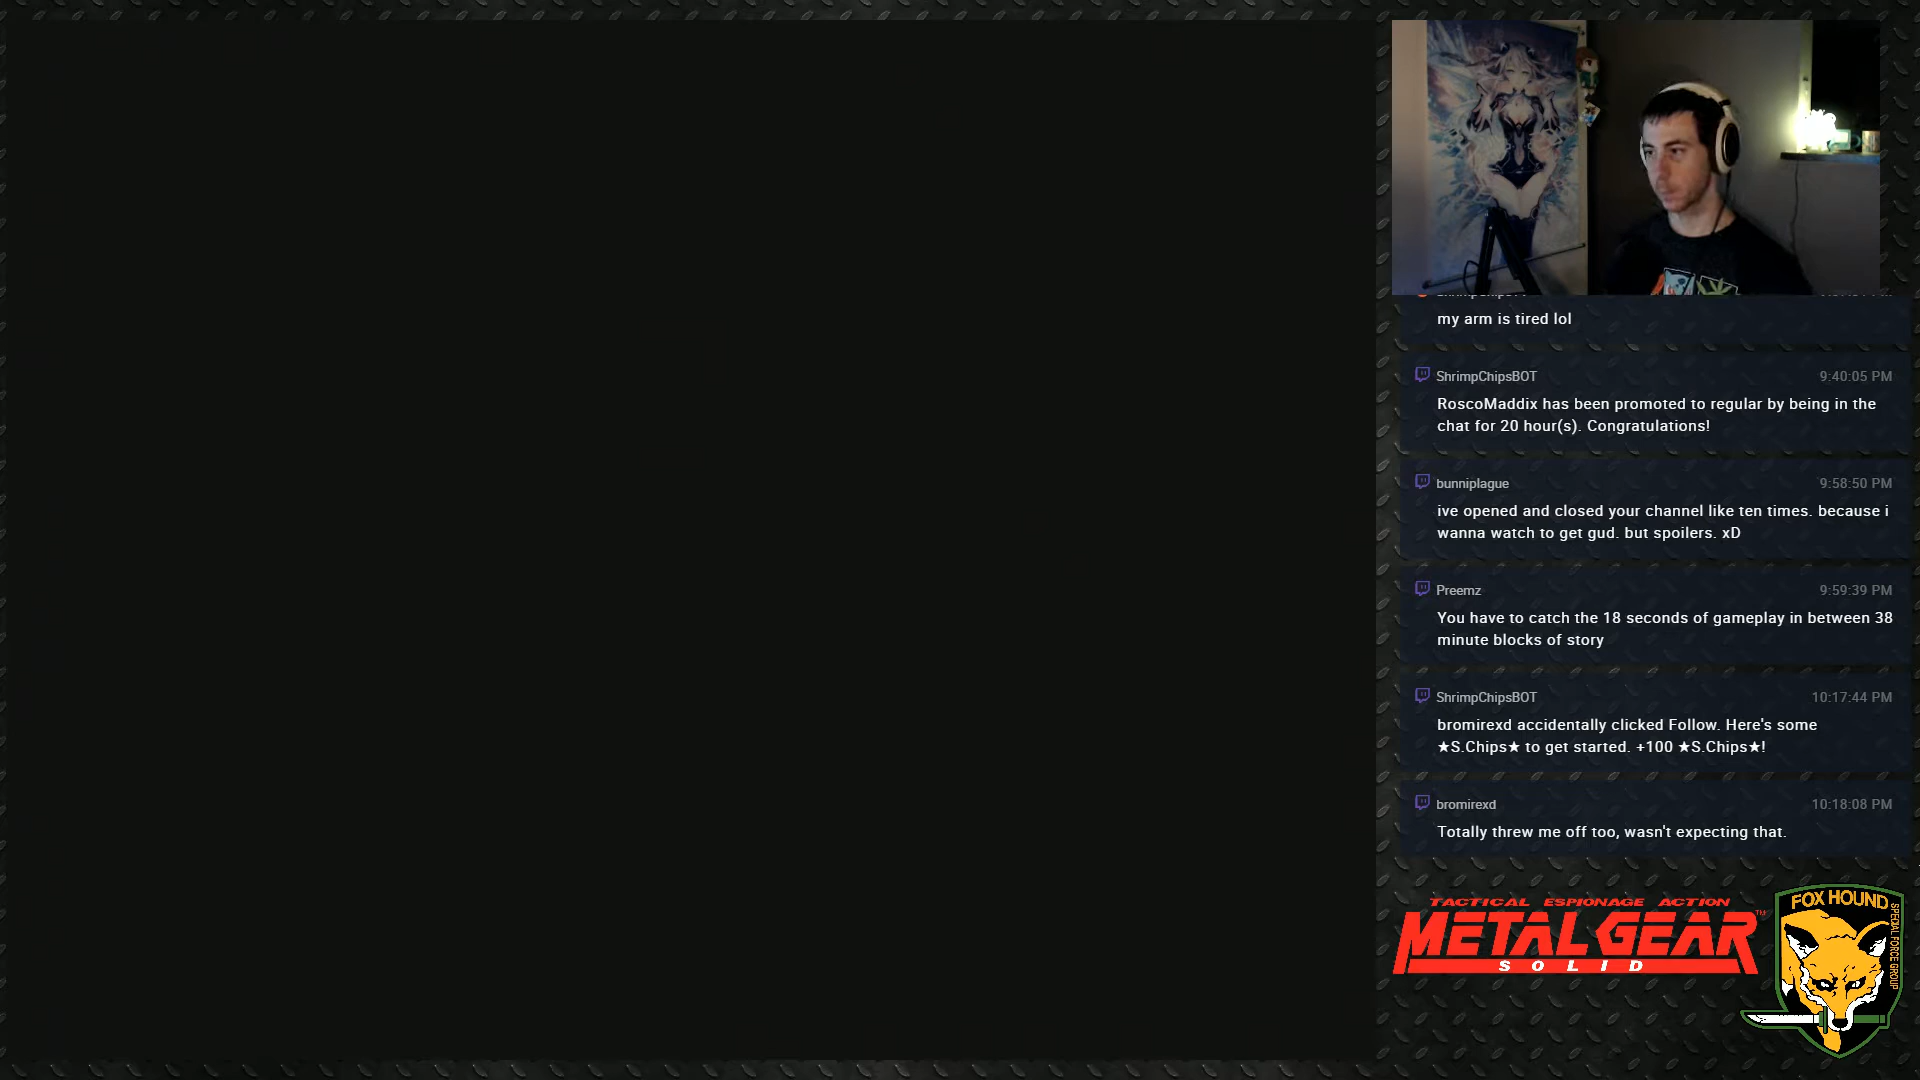 my arm is tired lol
ShrimpChipsBOT 9:40:05 PM
RoscoMaddix has been promoted to regular by being in the
chat for 20 hour(s). Congratulations!
bunniplague 9:58:50 PM
ive opened and closed your channel like ten times. because i
wanna watch to get gud. but spoilers. xD
Preemz 9:59:39 PM
You have to catch the 18 seconds of gameplay in between 38
minute blocks of story
ShrimpChipsBOT 10:17:44 PM
bromirexd accidentally clicked Follow. Here's some
★S.Chips★ to get started. +100 ★S.Chips★!
bromirexd 10:18:08 PM
Totally threw me off too, wasn't expecting that.
TACTICAL ESPIONAGE ACTION
METAL GEAR™
SOLID
FOX HOUND
SPECIAL FORCE GROUP